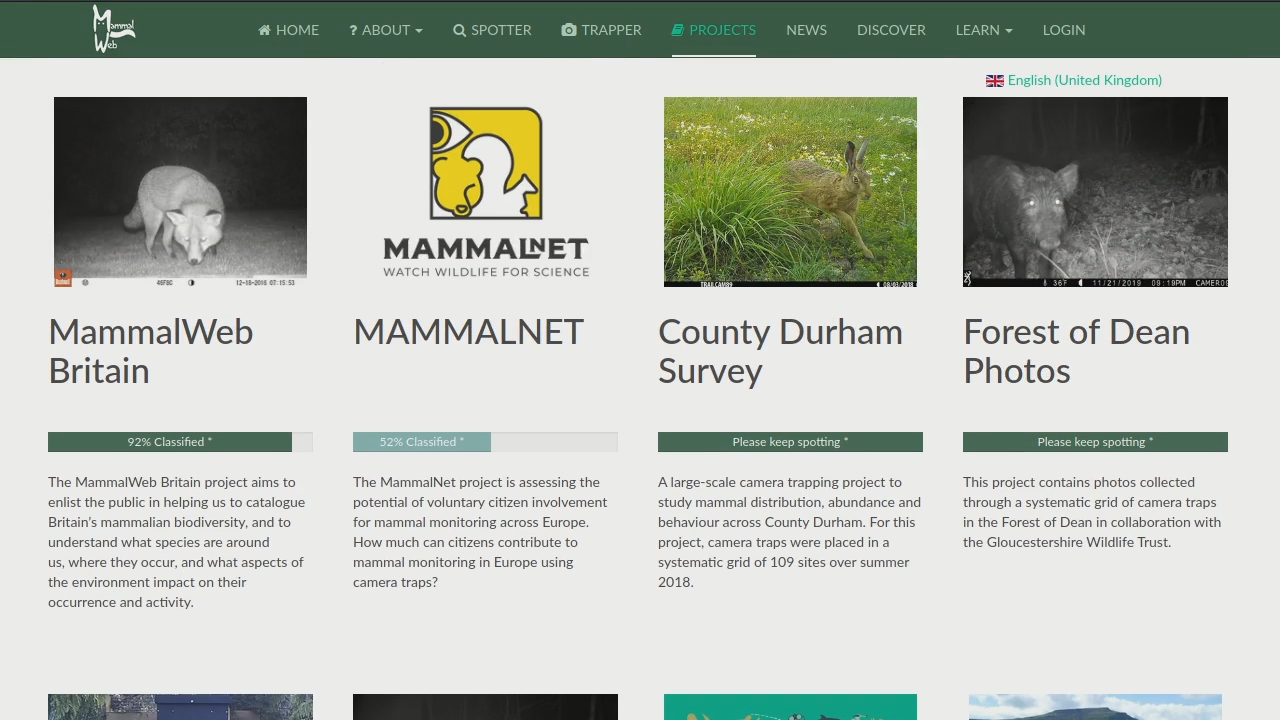 Mammal
Web
HOME
? ABOUT
SPOTTER
TRAPPER
PROJECTS
NEWS
DISCOVER
LEARN
LOGIN
English (United Kingdom)
46F8C 12-16-2018 07:15:53
MAMMALNET
WATCH WILDLIFE FOR SCIENCE
TRAILCAM89 08/03/2018
36F 11/21/2019 09:19PM CAMERO9
MammalWeb
Britain
MAMMALNET
County Durham
Survey
Forest of Dean
Photos
92% Classified *
52% Classified *
Please keep spotting *
Please keep spotting *
The MammalWeb Britain project aims to
enlist the public in helping us to catalogue
Britain's mammalian biodiversity, and to
understand what species are around
us, where they occur, and what aspects of
the environment impact on their
occurrence and activity.
The MammalNet project is assessing the
potential of voluntary citizen involvement
for mammal monitoring across Europe.
How much can citizens contribute to
mammal monitoring in Europe using
camera traps?
A large-scale camera trapping project to
study mammal distribution, abundance and
behaviour across County Durham. For this
project, camera traps were placed in a
systematic grid of 109 sites over summer
2018.
This project contains photos collected
through a systematic grid of camera traps
in the Forest of Dean in collaboration with
the Gloucestershire Wildlife Trust.